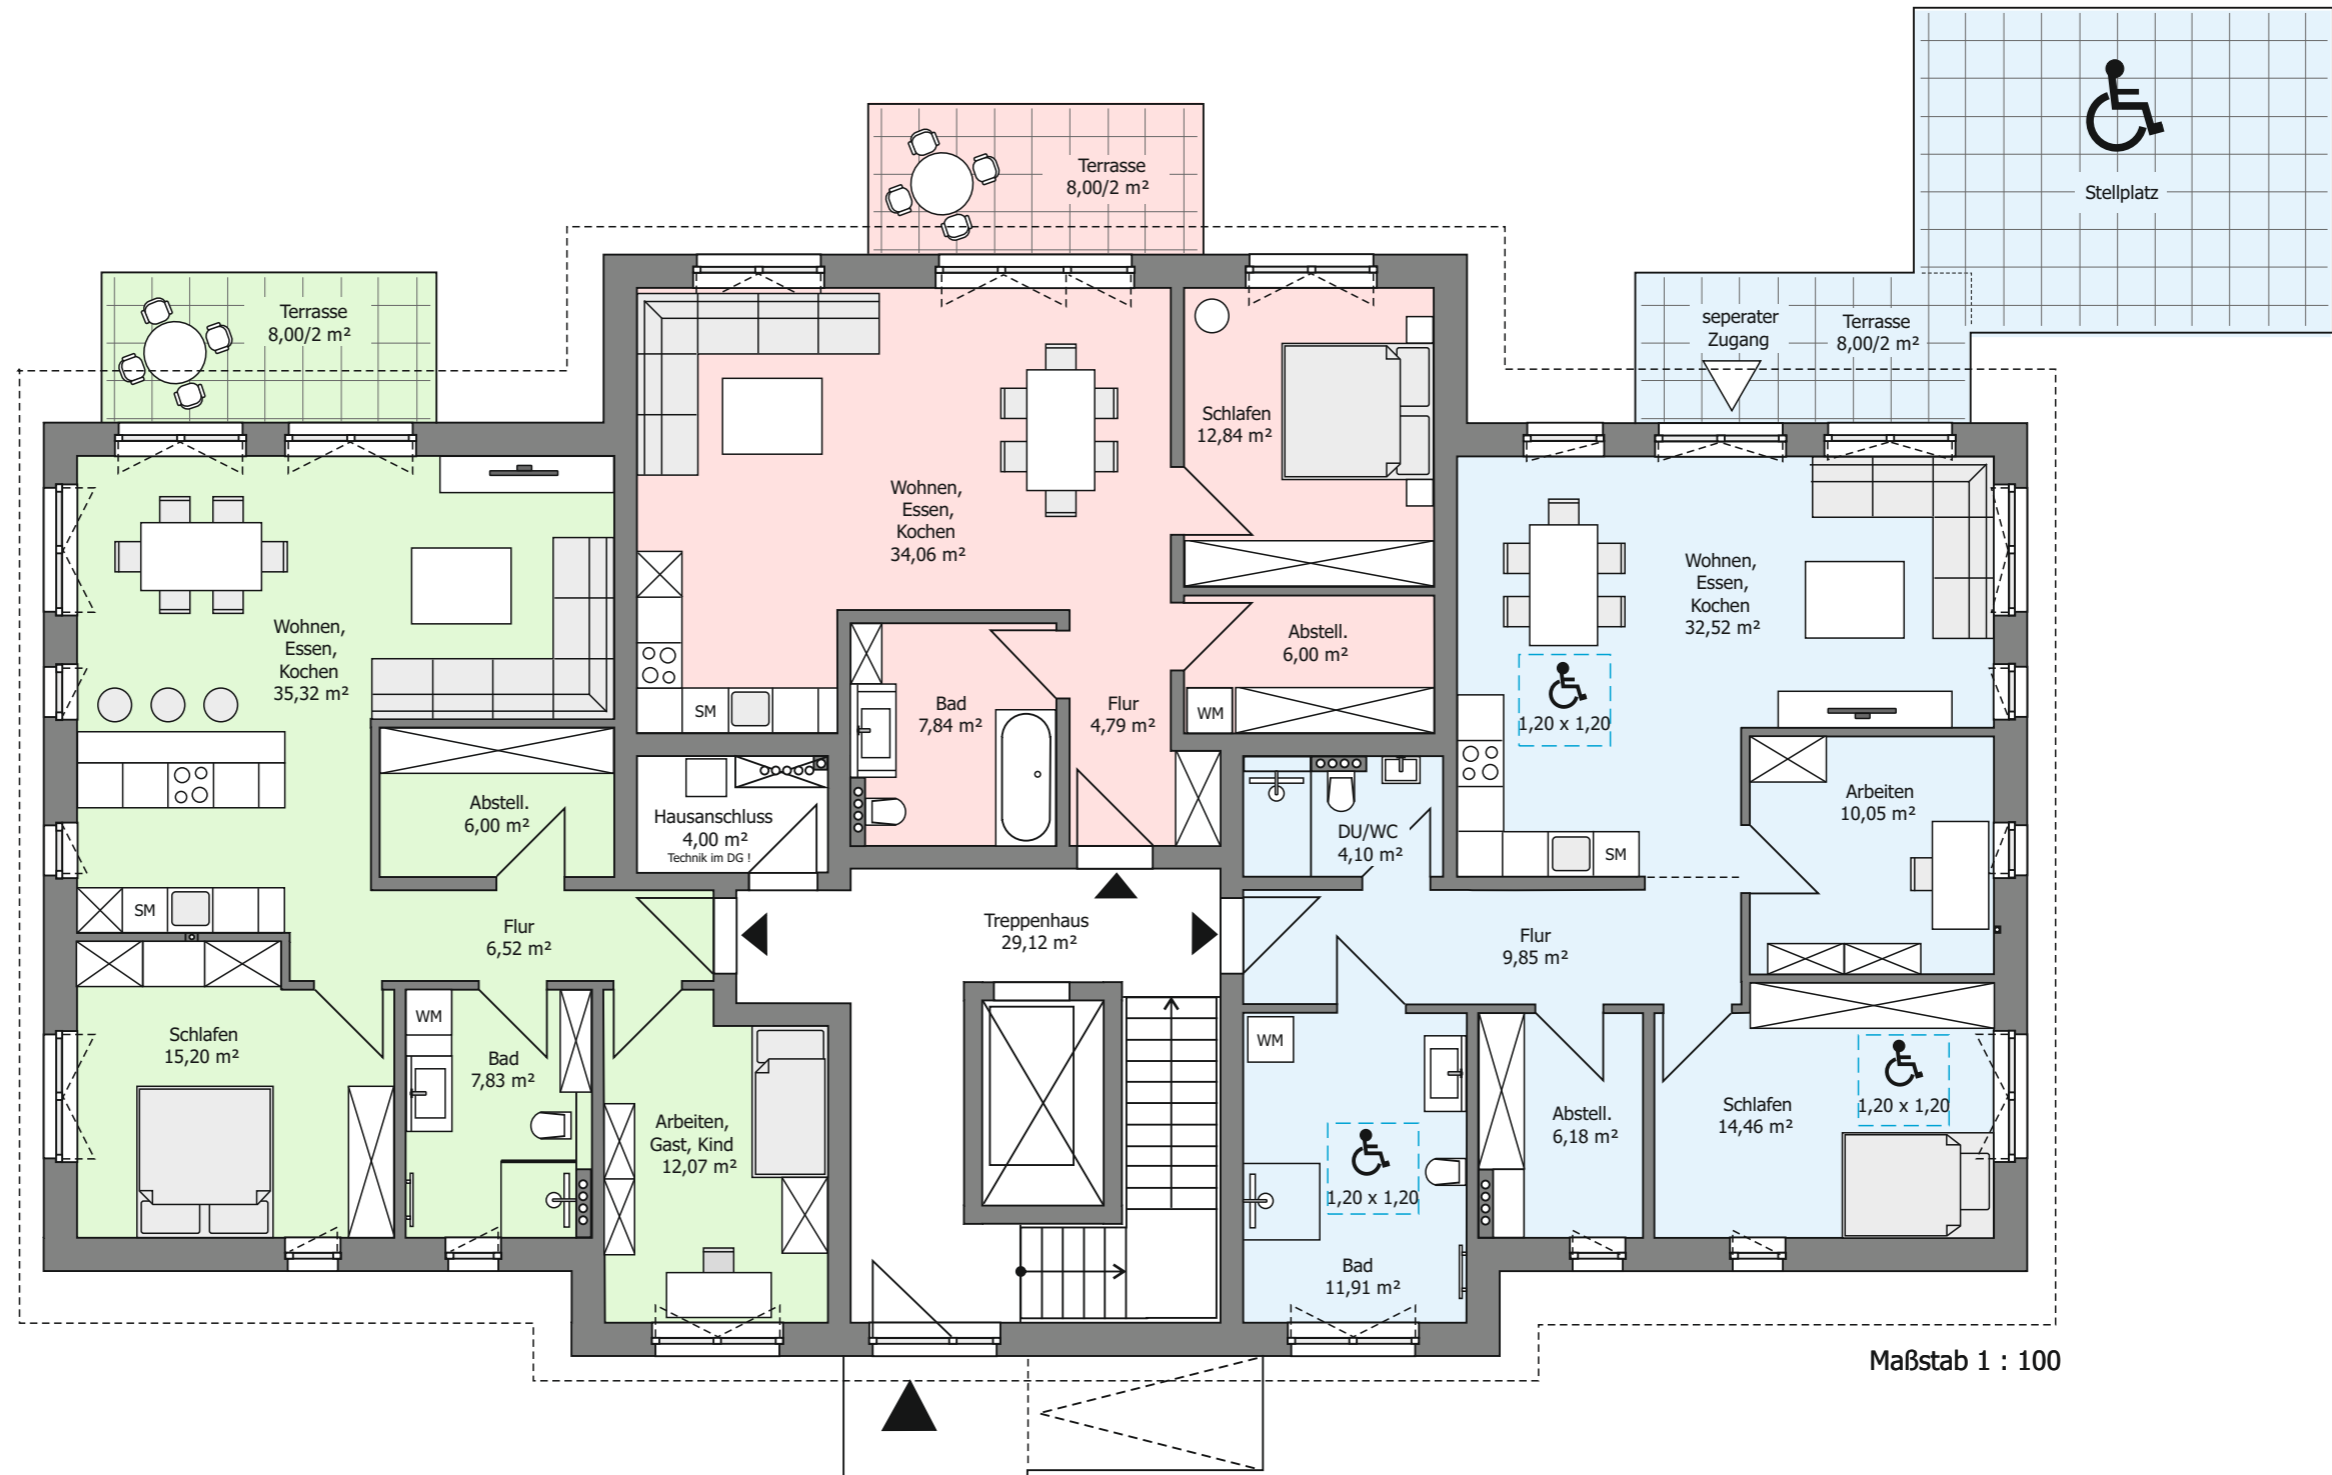 Terrasse
8,00/2 m²
Wohnen,
Essen,
Kochen
35,32 m²
SM
Abstell.
6,00 m²
Flur
6,52 m²
Schlafen
15,20 m²
WM
Bad
7,83 m²
Arbeiten,
Gast, Kind
12,07 m²
Terrasse
8,00/2 m²
Wohnen,
Essen,
Kochen
34,06 m²
SM
Schlafen
12,84 m²
Abstell.
6,00 m²
WM
Bad
7,84 m²
Flur
4,79 m²
Hausanschluss
4,00 m²
Technik im DG !
Treppenhaus
29,12 m²
Stellplatz
seperater
Zugang
Terrasse
8,00/2 m²
Wohnen,
Essen,
Kochen
32,52 m²
1,20 x 1,20
SM
Arbeiten
10,05 m²
DU/WC
4,10 m²
Flur
9,85 m²
WM
1,20 x 1,20
Bad
11,91 m²
Abstell.
6,18 m²
Schlafen
14,46 m²
1,20 x 1,20
Maßstab 1 : 100